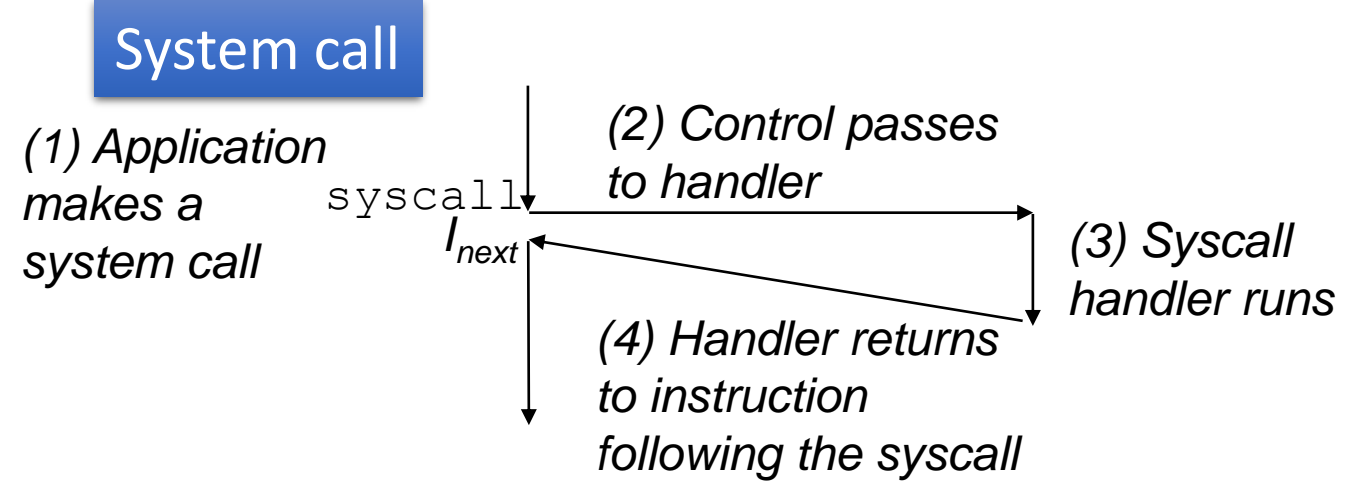 System call
(1) Application
makes a
system call
syscall
Inext
(2) Control passes
to handler
(3) Syscall
handler runs
(4) Handler returns
to instruction
following the syscall